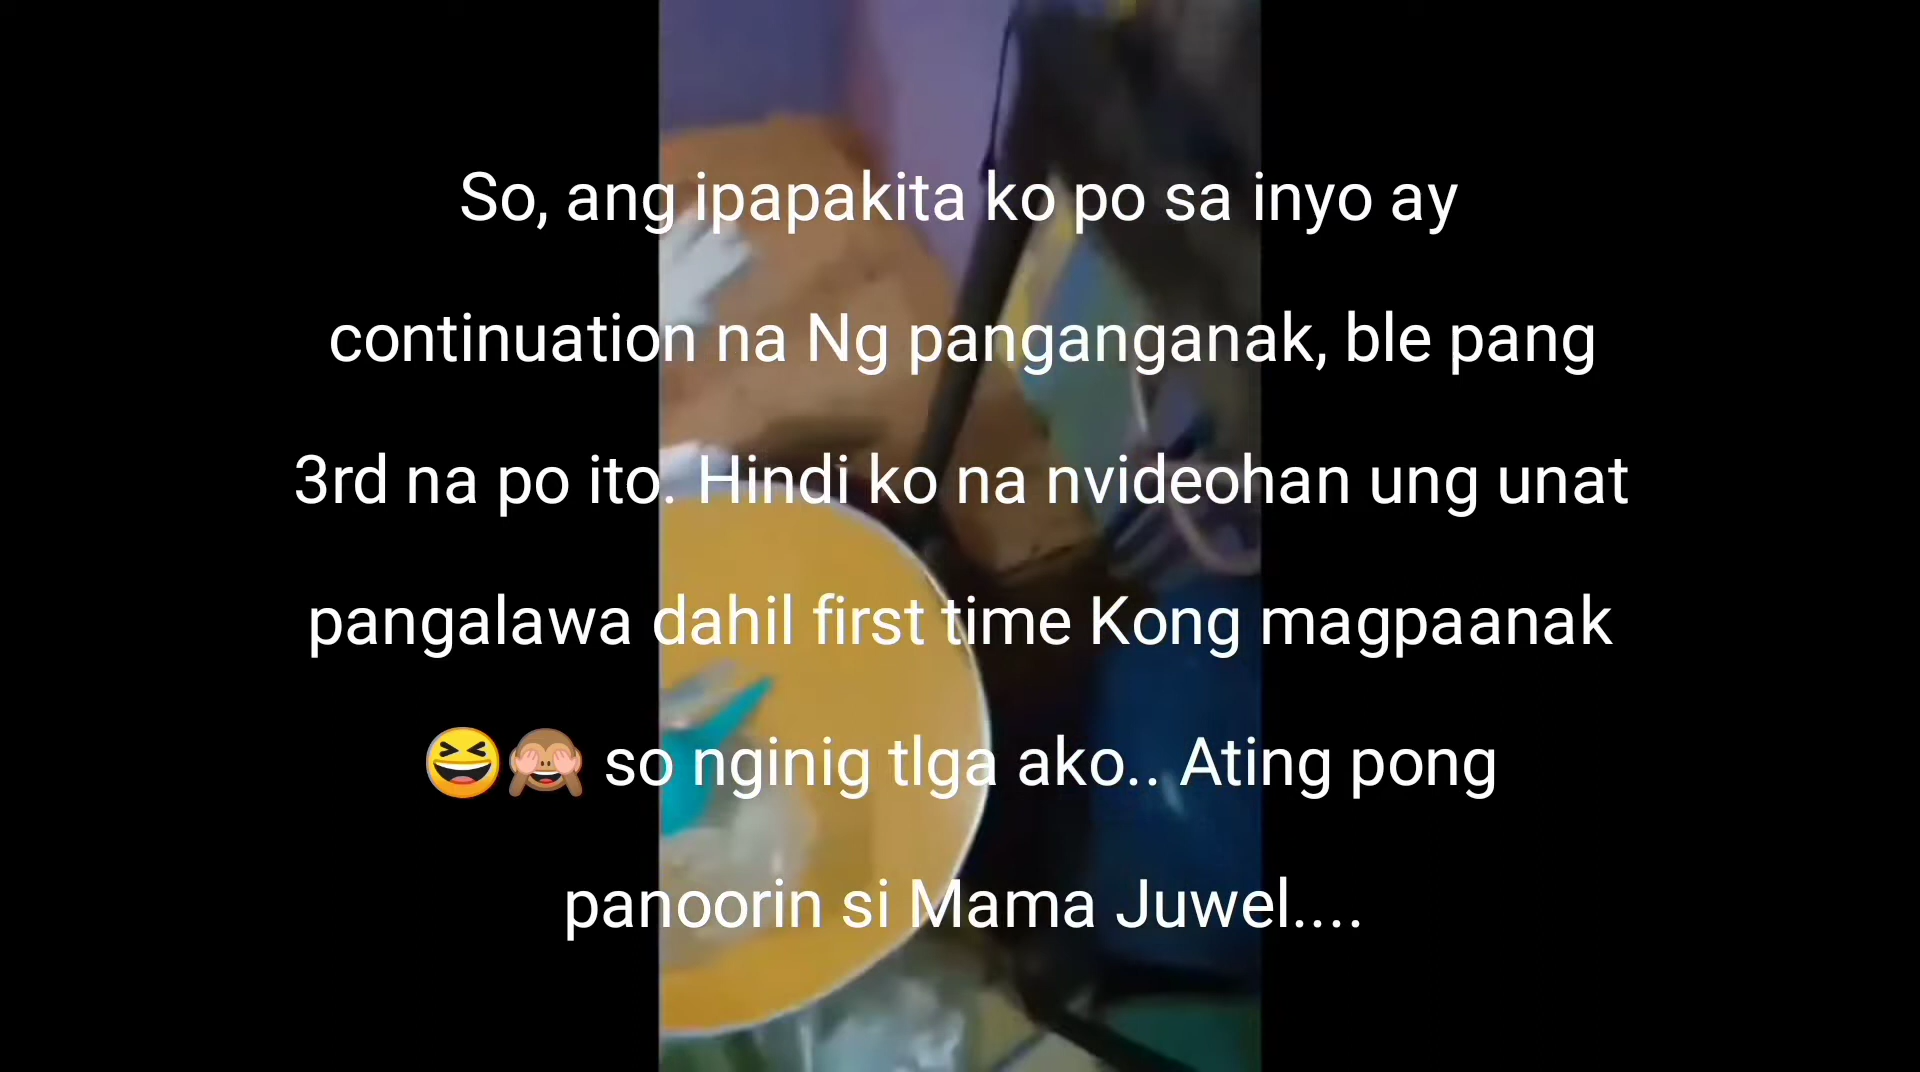 So, ang ipapakita ko po sa inyo ay
continuation na Ng panganganak, ble pang
3rd na po ito. Hindi ko na nvideohan ung unat
pangalawa dahil first time Kong magpaanak
😆🙈 so nginig tlga ako.. Ating pong
panoorin si Mama Juwel....